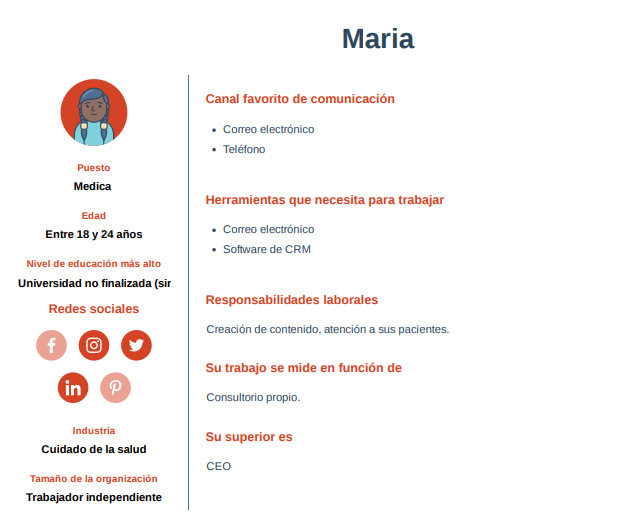 Maria
Puesto
Medica
Edad
Entre 18 y 24 años
Nivel de educación más alto
Universidad no finalizada (sin
Redes sociales
Industria
Cuidado de la salud
Tamaño de la organización
Trabajador independiente
Canal favorito de comunicación
Correo electrónico
Teléfono
Herramientas que necesita para trabajar
Correo electrónico
Software de CRM
Responsabilidades laborales
Creación de contenido, atención a sus pacientes.
Su trabajo se mide en función de
Consultorio propio.
Su superior es
CEO